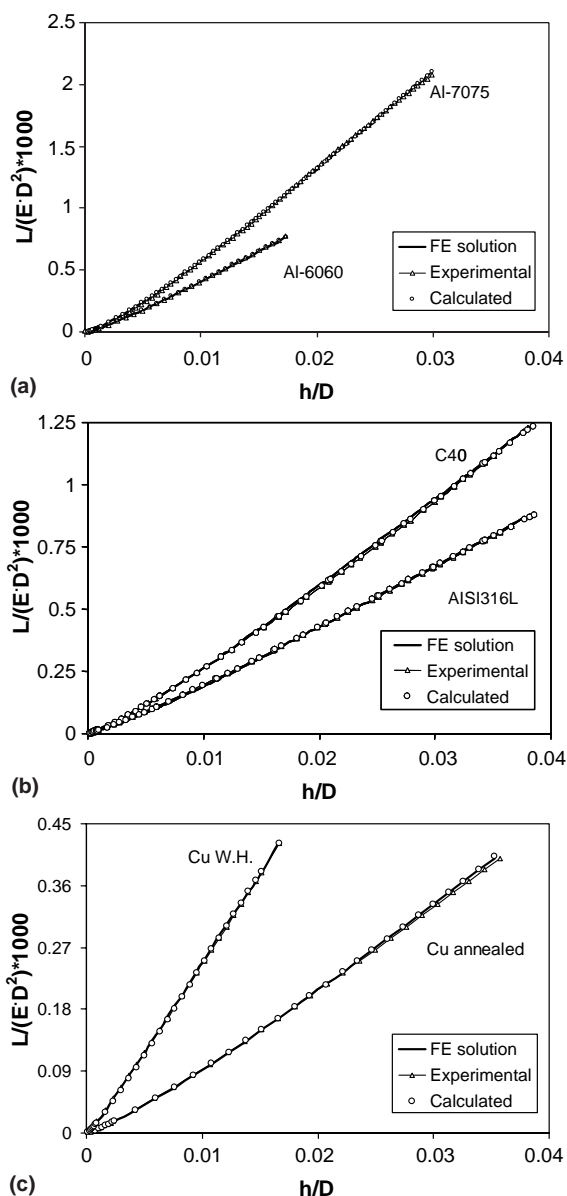 (a)
2.5
2
1.5
1
0.5
0
L/(E·D²)*1000
Al-7075
Al-6060
FE solution
Experimental
Calculated
0 0.01 0.02 0.03 0.04
h/D
(b)
1.25
1
0.75
0.5
0.25
0
L/(E·D²)*1000
C40
AISI316L
FE solution
Experimental
Calculated
0 0.01 0.02 0.03 0.04
h/D
(c)
0.45
0.36
0.27
0.18
0.09
0
L/(E·D²)*1000
Cu W.H.
Cu annealed
FE solution
Experimental
Calculated
0 0.01 0.02 0.03 0.04
h/D